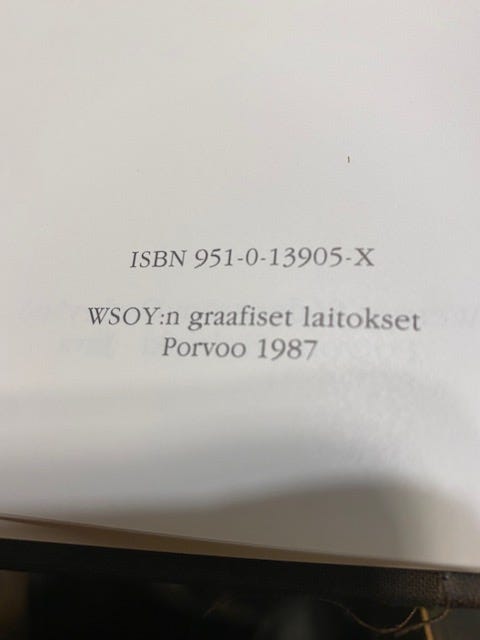 ISBN 951-0-13905-X
WSOY:n graafiset laitokset
Porvoo 1987